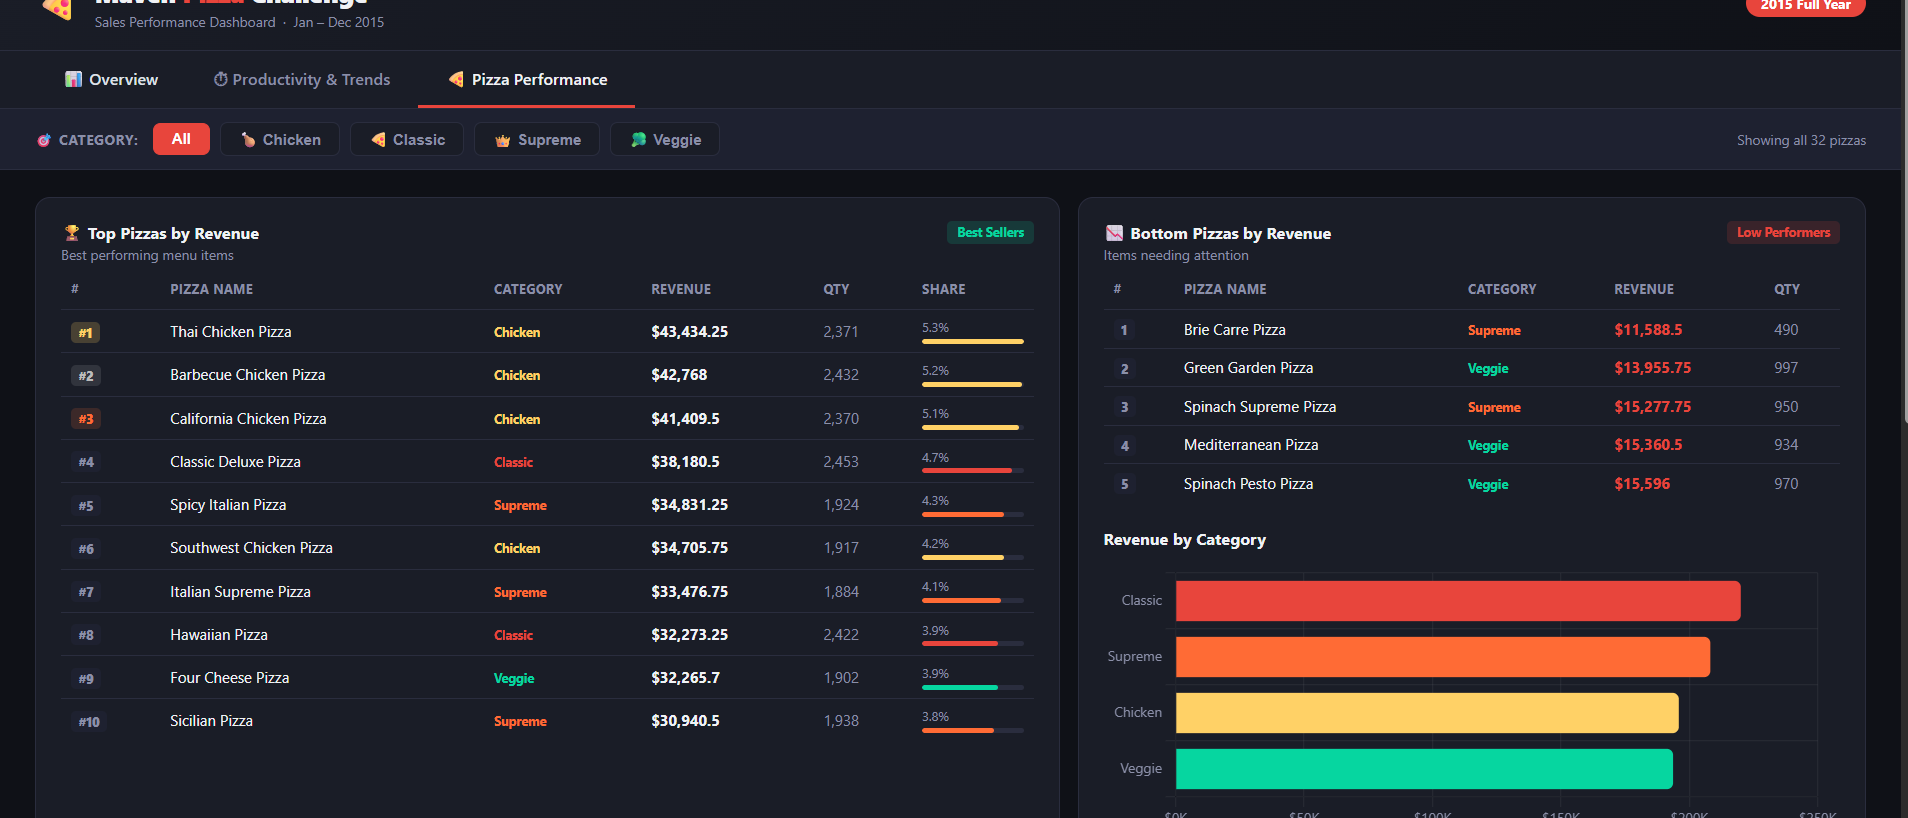 Maven Pizza Challenge
Sales Performance Dashboard · Jan – Dec 2015
2015 Full Year
Overview
Productivity & Trends
Pizza Performance
CATEGORY:
All
Chicken
Classic
Supreme
Veggie
Showing all 32 pizzas
Top Pizzas by Revenue
Best Sellers
Best performing menu items
# PIZZA NAME CATEGORY REVENUE QTY SHARE
#1 Thai Chicken Pizza Chicken $43,434.25 2,371 5.3%
#2 Barbecue Chicken Pizza Chicken $42,768 2,432 5.2%
#3 California Chicken Pizza Chicken $41,409.5 2,370 5.1%
#4 Classic Deluxe Pizza Classic $38,180.5 2,453 4.7%
#5 Spicy Italian Pizza Supreme $34,831.25 1,924 4.3%
#6 Southwest Chicken Pizza Chicken $34,705.75 1,917 4.2%
#7 Italian Supreme Pizza Supreme $33,476.75 1,884 4.1%
#8 Hawaiian Pizza Classic $32,273.25 2,422 3.9%
#9 Four Cheese Pizza Veggie $32,265.7 1,902 3.9%
#10 Sicilian Pizza Supreme $30,940.5 1,938 3.8%
Bottom Pizzas by Revenue
Low Performers
Items needing attention
# PIZZA NAME CATEGORY REVENUE QTY
1 Brie Carre Pizza Supreme $11,588.5 490
2 Green Garden Pizza Veggie $13,955.75 997
3 Spinach Supreme Pizza Supreme $15,277.75 950
4 Mediterranean Pizza Veggie $15,360.5 934
5 Spinach Pesto Pizza Veggie $15,596 970
Revenue by Category
Classic
Supreme
Chicken
Veggie
$0K $50K $100K $150K $200K $250K